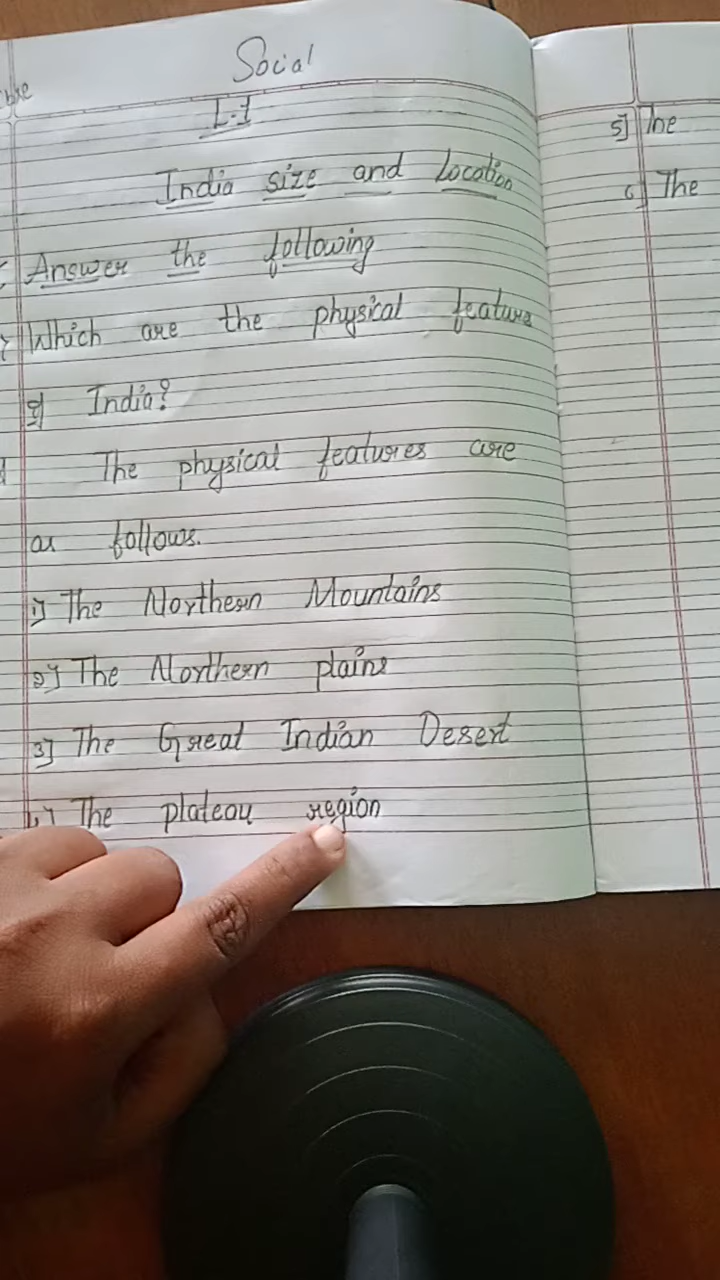 Social
L-1
India size and Location
Answer the following
Which are the physical feature
of India?
The physical features are
as follows.
1] The Northern Mountains
2] The Northern plains
3] The Great Indian Desert
4] The plateau region
5] The
6] The